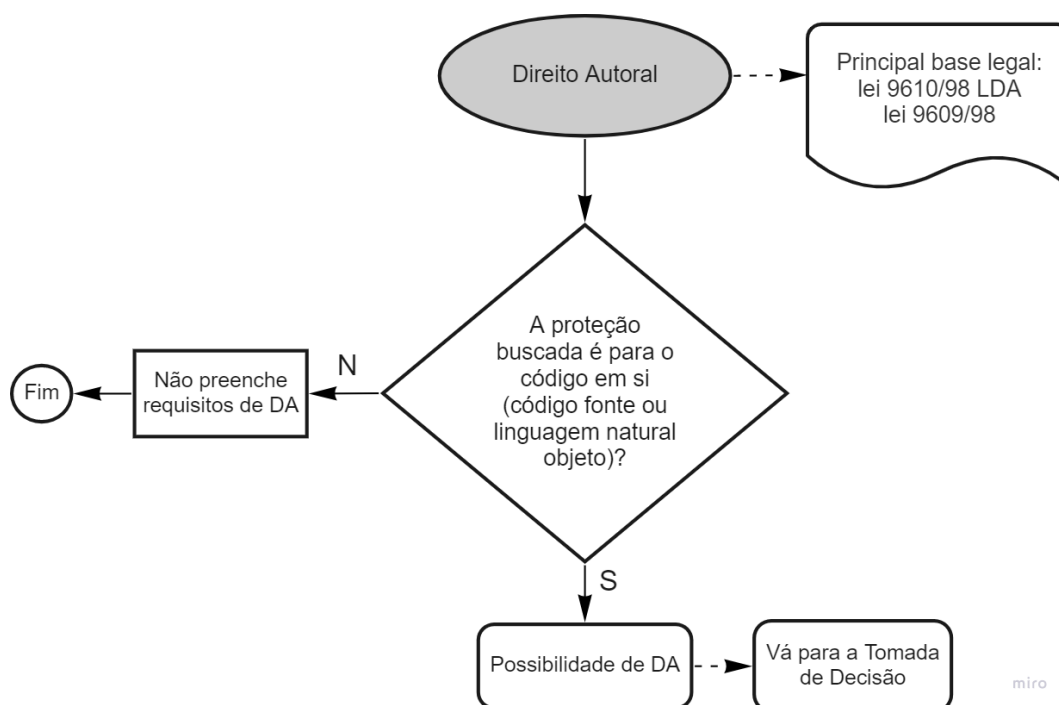 Direito Autoral
Principal base legal:
lei 9610/98 LDA
lei 9609/98
A proteção
buscada é para o
código em si
(código fonte ou
linguagem natural
objeto)?
N
Não preenche
requisitos de DA
Fim
S
Possibilidade de DA
Vá para a Tomada
de Decisão
miro